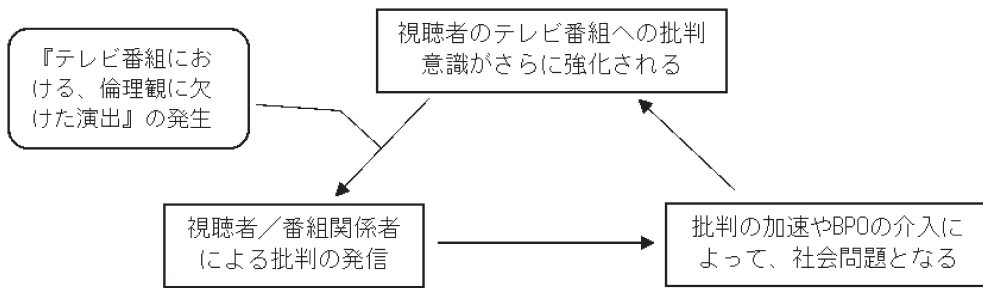 『テレビ番組にお
ける、倫理観に欠
けた演出』の発生
視聴者のテレビ番組への批判
意識がさらに強化される
視聴者／番組関係者
による批判の発信
批判の加速やBPOの介入に
よって、社会問題となる